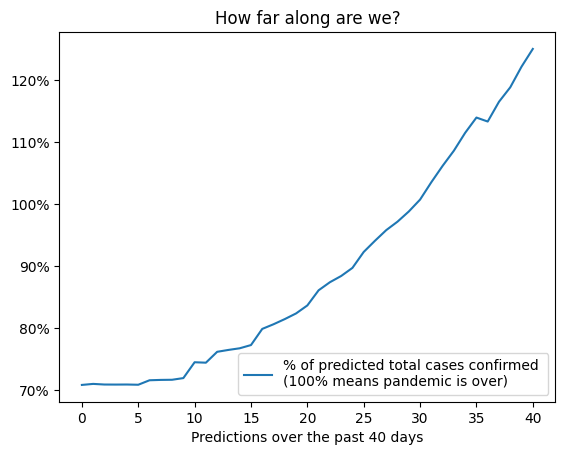 How far along are we?
120%
110%
100%
90%
80%
70%
% of predicted total cases confirmed
(100% means pandemic is over)
0 5 10 15 20 25 30 35 40
Predictions over the past 40 days